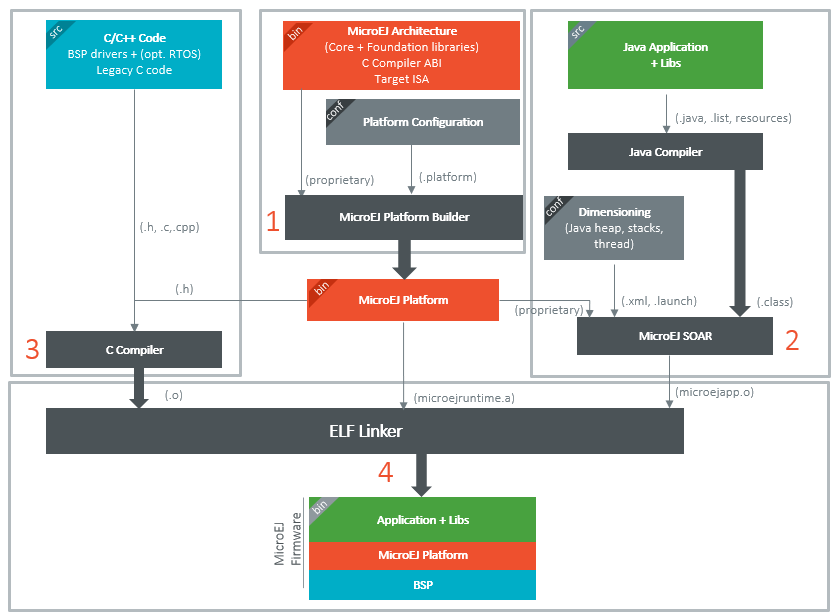 src
C/C++ Code
BSP drivers + (opt. RTOS)
Legacy C code
bin
MicroEJ Architecture
(Core + Foundation libraries)
C Compiler ABI
Target ISA
src
Java Application
+ Libs
conf
Platform Configuration
(.java, .list, resources)
Java Compiler
(proprietary)
(.platform)
1
MicroEJ Platform Builder
conf
Dimensioning
(Java heap, stacks,
thread)
(.h, .c,.cpp)
(.h)
bin
MicroEJ Platform
(proprietary)
(.xml, .launch)
(.class)
3
C Compiler
MicroEJ SOAR
2
(.o)
(microejruntime.a)
(microejapp.o)
ELF Linker
4
MicroEJ
Firmware
bin
Application + Libs
MicroEJ Platform
BSP